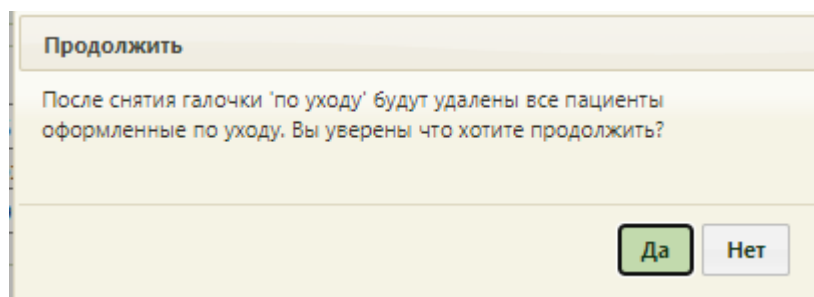 Продолжить
После снятия галочки 'по уходу' будут удалены все пациенты
оформленные по уходу. Вы уверены что хотите продолжить?
Да Нет